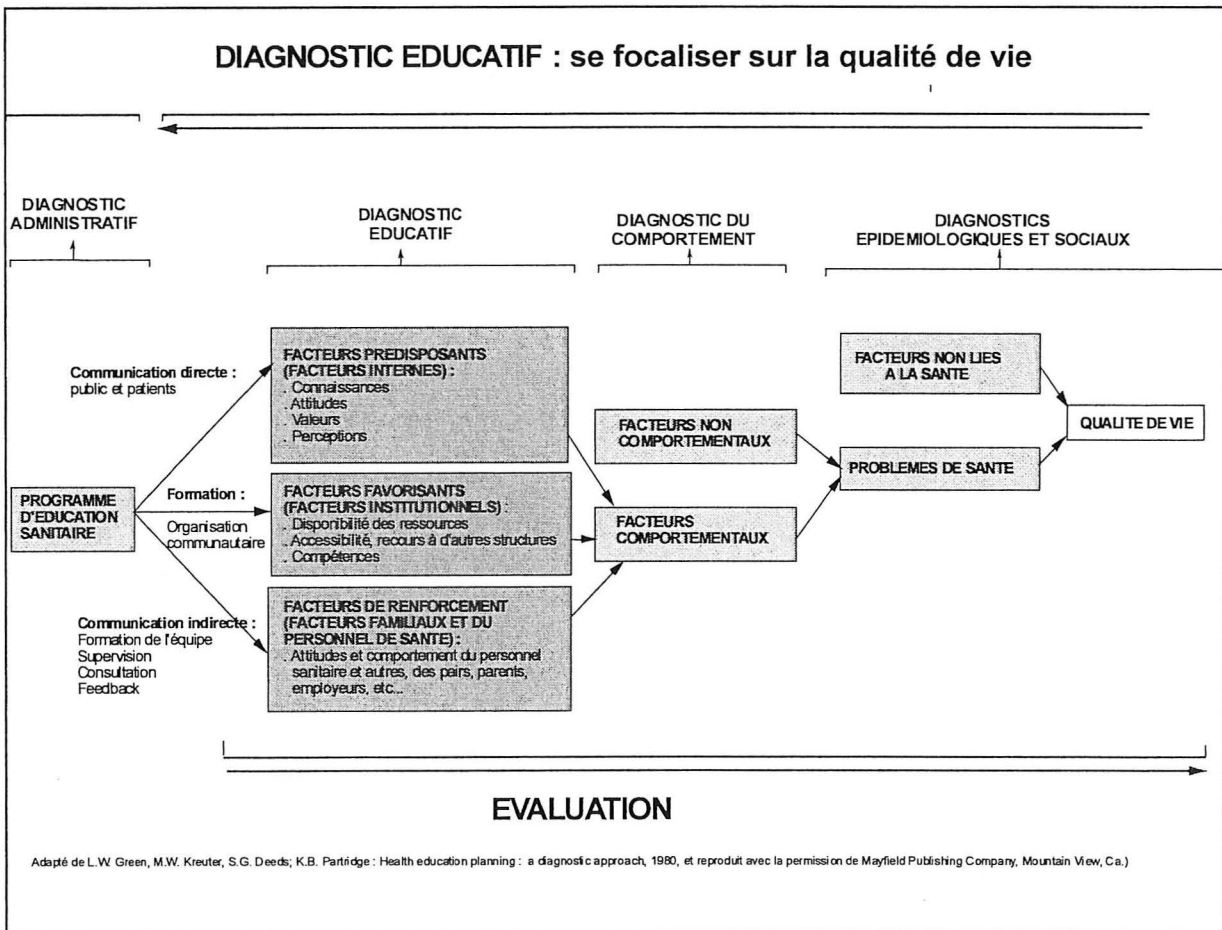 DIAGNOSTIC EDUCATIF : se focaliser sur la qualité de vie
DIAGNOSTIC
ADMINISTRATIF
DIAGNOSTIC
EDUCATIF
DIAGNOSTIC DU
COMPORTEMENT
DIAGNOSTICS
EPIDEMIOLOGIQUES ET SOCIAUX
Communication directe :
public et patients
FACTEURS PREDISPOSANTS
(FACTEURS INTERNES) :
. Connaissances
. Attitudes
. Valeurs
. Perceptions
FACTEURS NON
COMPORTEMENTAUX
FACTEURS NON LIES
A LA SANTE
QUALITE DE VIE
PROBLEMES DE SANTE
PROGRAMME
D'EDUCATION
SANITAIRE
Formation :
Organisation
communautaire
FACTEURS FAVORISANTS
(FACTEURS INSTITUTIONNELS) :
. Disponibilité des ressources
. Accessibilité, recours à d'autres structures
. Compétences
FACTEURS
COMPORTEMENTAUX
Communication indirecte :
Formation de l'équipe
Supervision
Consultation
Feedback
FACTEURS DE RENFORCEMENT
(FACTEURS FAMILIAUX ET DU
PERSONNEL DE SANTE) :
. Attitudes et comportement du personnel
sanitaire et autres, des pairs, parents,
employeurs, etc...
EVALUATION
Adapté de L.W. Green, M.W. Kreuter, S.G. Deeds; K.B. Partridge : Health education planning : a diagnostic approach, 1980, et reproduit avec la permission de Mayfield Publishing Company, Mountain View, Ca.)